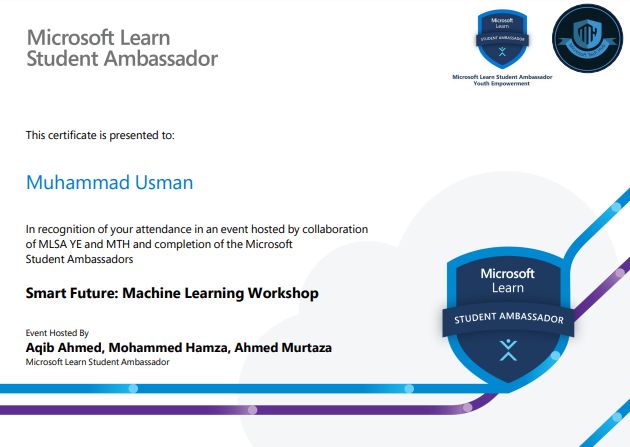 Microsoft Learn
Student Ambassador
Microsoft
Learn
STUDENT AMBASSADOR
Microsoft Learn Student Ambassador
Youth Empowerment
MTH
This certificate is presented to:
Muhammad Usman
In recognition of your attendance in an event hosted by collaboration
of MLSA YE and MTH and completion of the Microsoft
Student Ambassadors
Smart Future: Machine Learning Workshop
Event Hosted By
Aqib Ahmed, Mohammed Hamza, Ahmed Murtaza
Microsoft Learn Student Ambassador
Microsoft
Learn
STUDENT AMBASSADOR